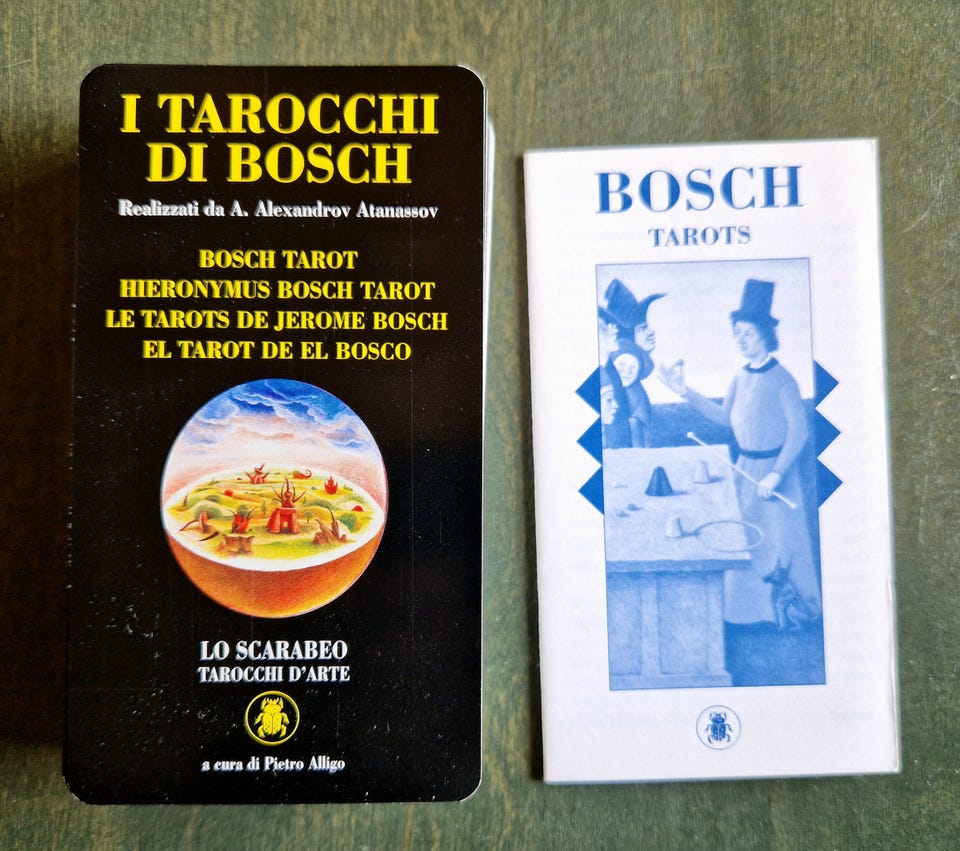 I TAROCCHI
DI BOSCH
Realizzati da A. Alexandrov Atanassov
BOSCH TAROT
HIERONYMUS BOSCH TAROT
LE TAROTS DE JEROME BOSCH
EL TAROT DE EL BOSCO
LO SCARABEO
TAROCCHI D'ARTE
a cura di Pietro Alligo
BOSCH
TAROTS